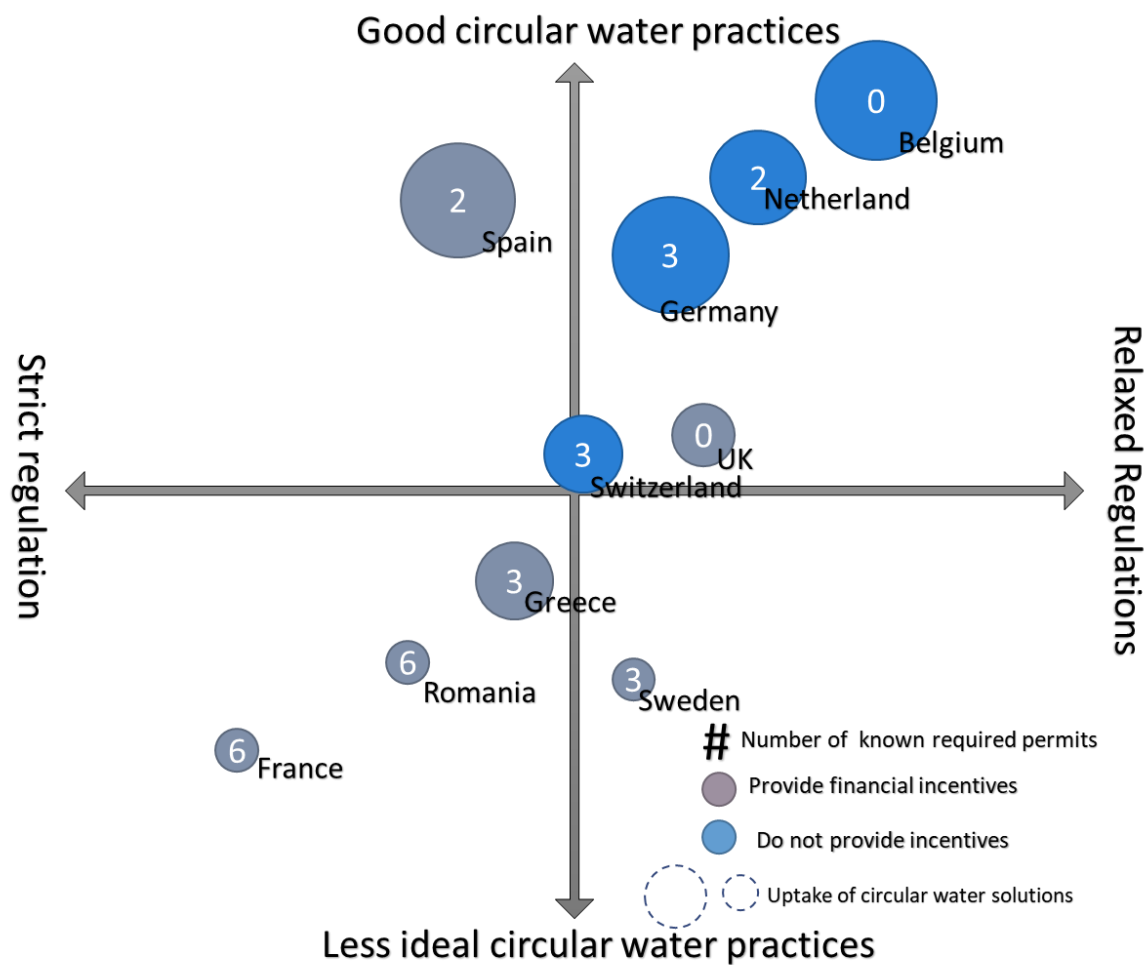 Good circular water practices
0
Belgium
2
Netherland
2
Spain
3
Germany
Strict regulation
Relaxed Regulations
0
UK
3
Switzerland
3
Greece
6
Romania
3
Sweden
6
France
# Number of known required permits
Provide financial incentives
Do not provide incentives
Uptake of circular water solutions
Less ideal circular water practices